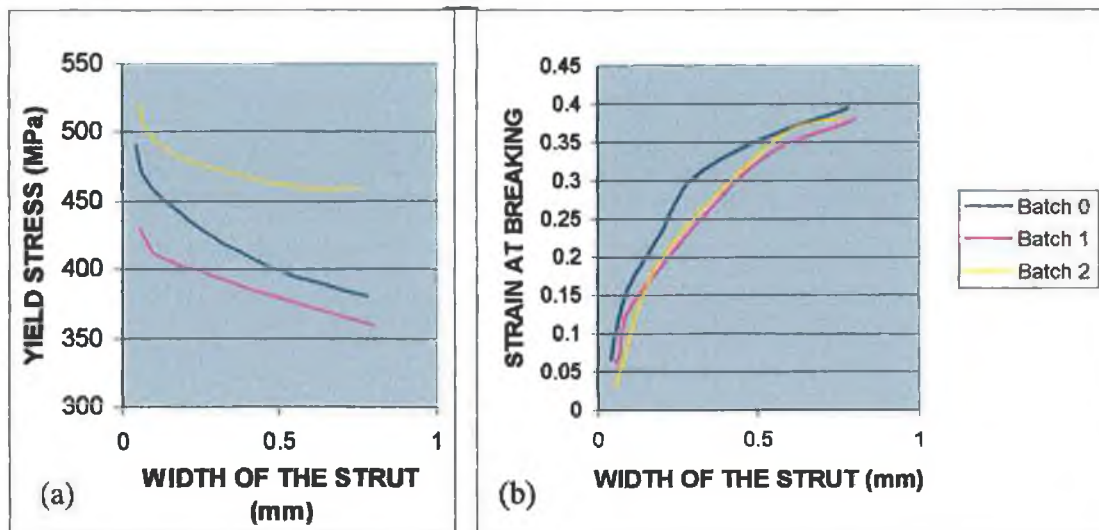 YIELD STRESS (MPa)
550
500
450
400
350
300
0
0.5
1
WIDTH OF THE STRUT
(mm)
(a)
STRAIN AT BREAKING
0.45
0.4
0.35
0.3
0.25
0.2
0.15
0.1
0.05
0
0
0.5
1
WIDTH OF THE STRUT (mm)
(b)
Batch 0
Batch 1
Batch 2